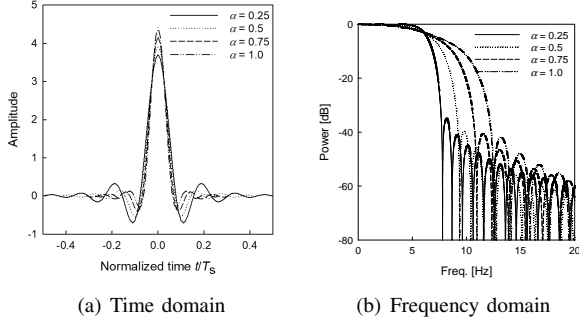 5
4
3
2
1
0
-1
Amplitude
α = 0.25
α = 0.5
α = 0.75
α = 1.0
-0.4 -0.2 0.0 0.2 0.4
Normalized time t/Ts
(a) Time domain
0
-20
-40
-60
-80
Power [dB]
α = 0.25
α = 0.5
α = 0.75
α = 1.0
0 5 10 15 20
Freq. [Hz]
(b) Frequency domain